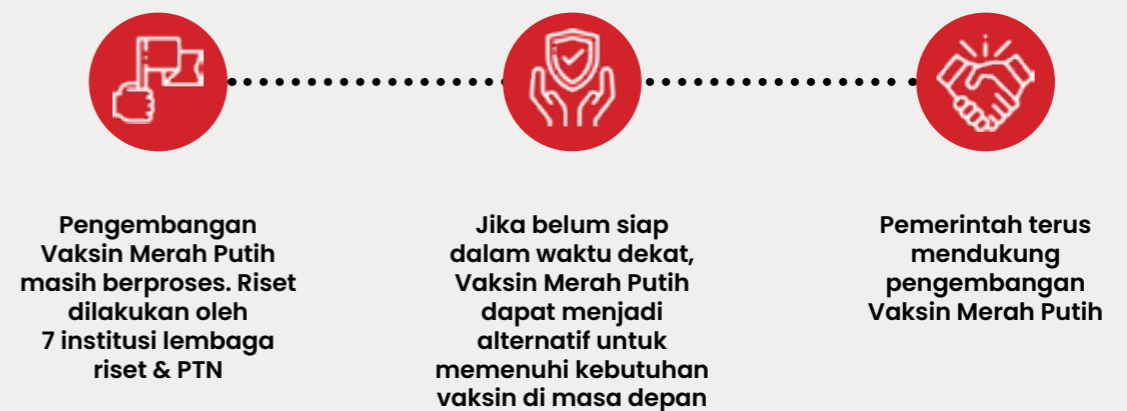 Pengembangan
Vaksin Merah Putih
masih berproses. Riset
dilakukan oleh
7 institusi lembaga
riset & PTN
Jika belum siap
dalam waktu dekat,
Vaksin Merah Putih
dapat menjadi
alternatif untuk
memenuhi kebutuhan
vaksin di masa depan
Pemerintah terus
mendukung
pengembangan
Vaksin Merah Putih